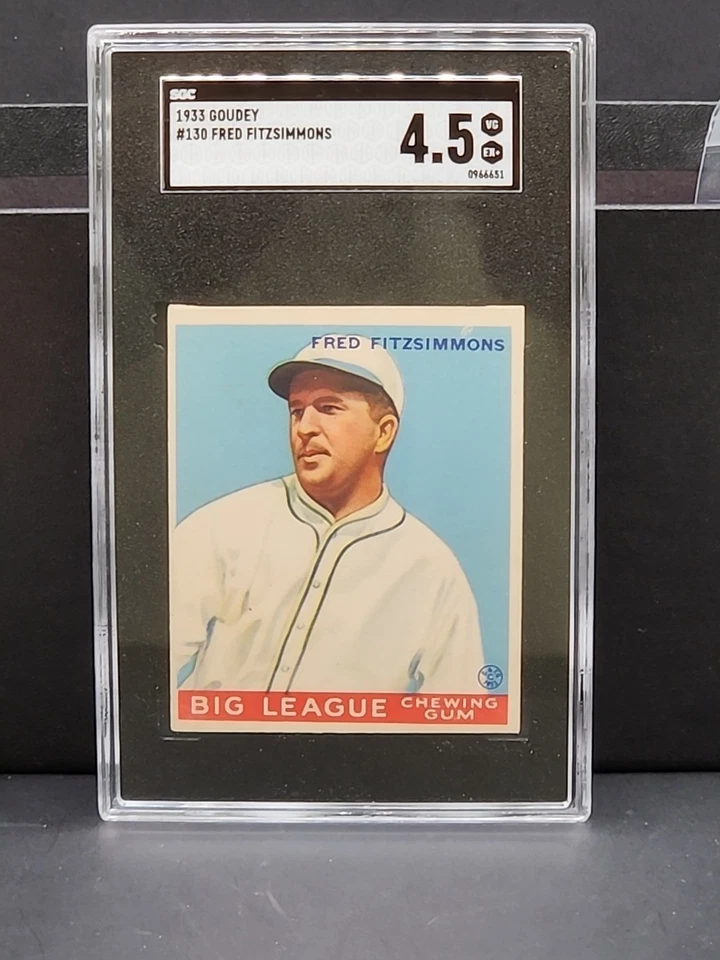 SGC
1933 GOUDEY
#130 FRED FITZSIMMONS
4.5
VG
EX+
0966651
FRED FITZSIMMONS
BIG LEAGUE CHEWING GUM